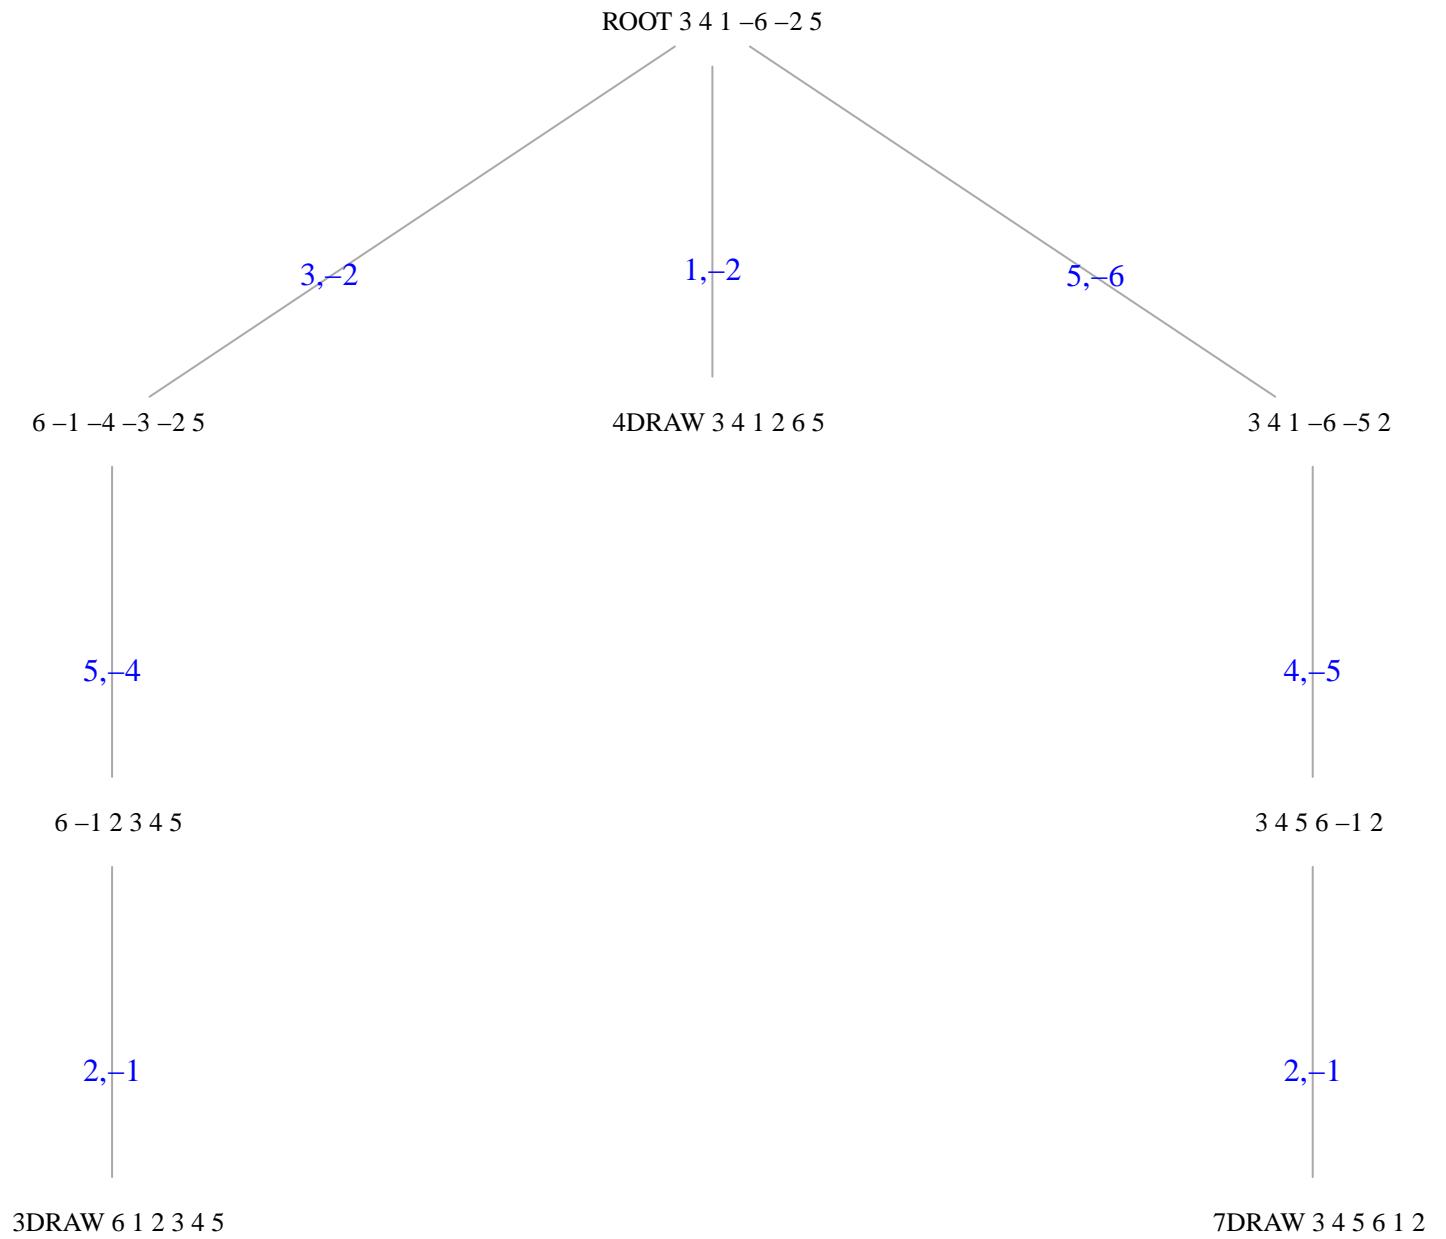 ROOT 3 4 1 –6 –2 5
3,–2
1,–2
5,–6
6 –1 –4 –3 –2 5
4DRAW 3 4 1 2 6 5
3 4 1 –6 –5 2
5,–4
4,–5
6 –1 2 3 4 5
3 4 5 6 –1 2
2,–1
2,–1
3DRAW 6 1 2 3 4 5
7DRAW 3 4 5 6 1 2